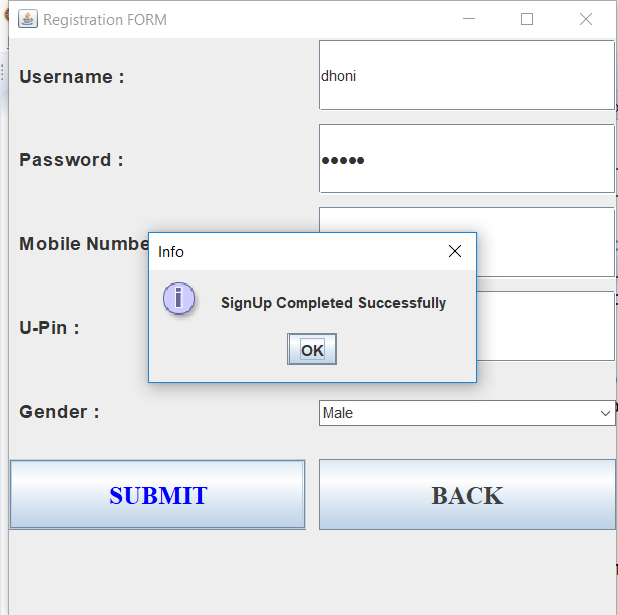 Registration FORM
Username :
dhoni
Password :
•••••
Mobile Numbe
Info
SignUp Completed Successfully
OK
U-Pin :
Gender :
Male
SUBMIT
BACK